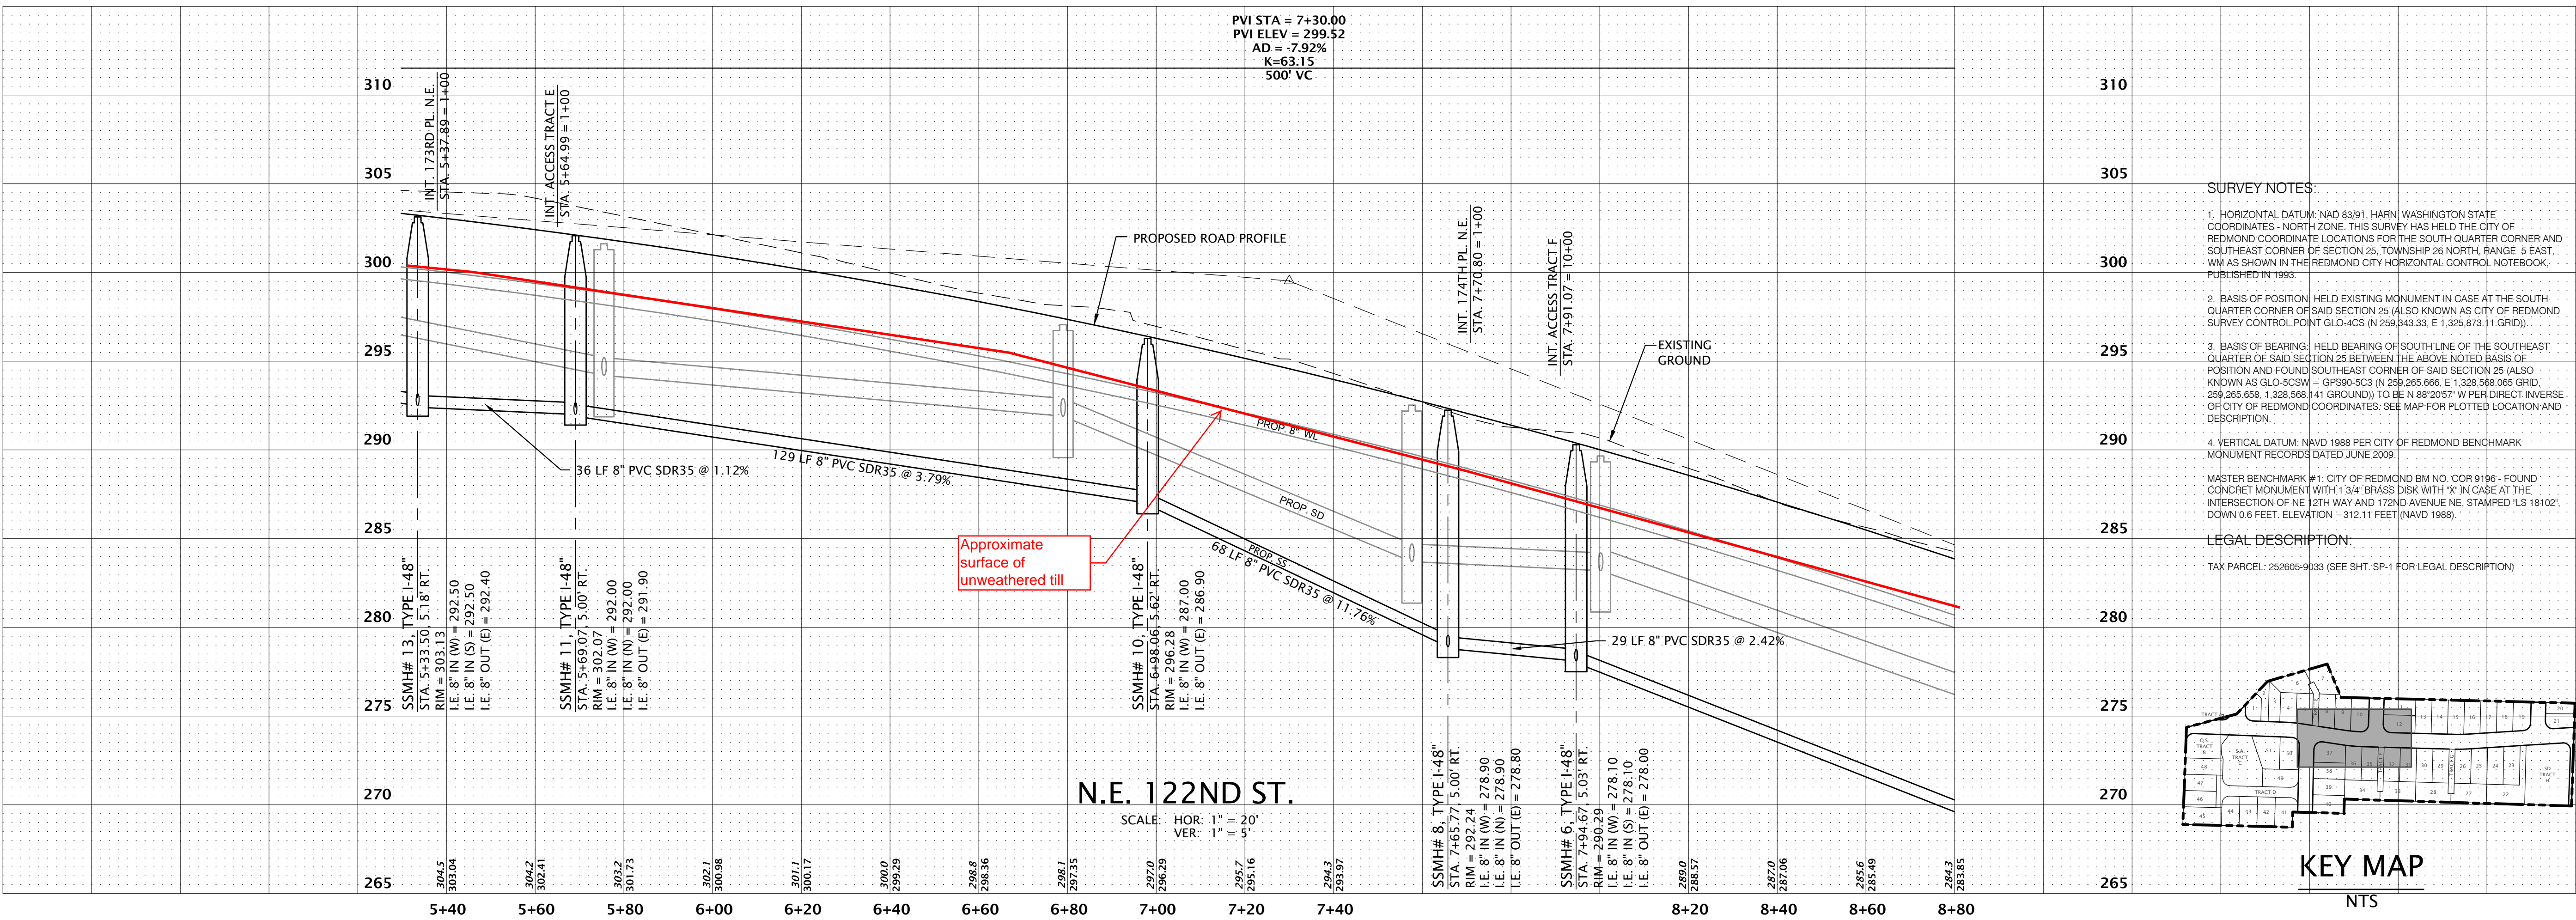 PVI STA = 7+30.00
PVI ELEV = 299.52
AD = -7.92%
K=63.15
500' VC
310
305
300
295
290
285
280
275
270
265
310
305
300
295
290
285
280
275
270
265
INT. 173RD PL. N.E.
STA. 5+37.89 = 1+00
INT. ACCESS TRACT E
STA. 5+64.99 = 1+00
PROPOSED ROAD PROFILE
INT. 174TH PL. N.E.
STA. 7+70.80 = 1+00
INT. ACCESS TRACT F
STA. 7+91.07 = 10+00
EXISTING
GROUND
36 LF 8" PVC SDR35 @ 1.12%
129 LF 8" PVC SDR35 @ 3.79%
PROP. 8" WL
PROP. SD
PROP. SS
68 LF 8" PVC SDR35 @ 11.76%
29 LF 8" PVC SDR35 @ 2.42%
Approximate
surface of
unweathered till
SSMH# 13, TYPE I-48"
STA. 5+33.50, 5.18' RT.
RIM = 303.13
I.E. 8" IN (W) = 292.50
I.E. 8" IN (S) = 292.50
I.E. 8" OUT (E) = 292.40
SSMH# 11, TYPE I-48"
STA. 5+69.07, 5.00' RT.
RIM = 302.07
I.E. 8" IN (W) = 292.00
I.E. 8" IN (N) = 292.00
I.E. 8" OUT (E) = 291.90
SSMH# 10, TYPE I-48"
STA. 6+98.06, 5.62' RT.
RIM = 296.28
I.E. 8" IN (W) = 287.00
I.E. 8" OUT (E) = 286.90
SSMH# 8, TYPE I-48"
STA. 7+65.77, 5.00' RT.
RIM = 292.24
I.E. 8" IN (W) = 278.90
I.E. 8" IN (N) = 278.90
I.E. 8" OUT (E) = 278.80
SSMH# 6, TYPE I-48"
STA. 7+94.67, 5.03' RT.
RIM = 290.29
I.E. 8" IN (W) = 278.10
I.E. 8" IN (S) = 278.10
I.E. 8" OUT (E) = 278.00
N.E. 122ND ST.
SCALE: HOR: 1" = 20'
VER: 1" = 5'
304.5 303.04
304.2 302.41
303.2 301.73
302.1 300.98
301.1 300.17
300.0 299.29
298.8 298.36
298.1 297.35
297.0 296.29
295.7 295.16
294.3 293.97
289.0 288.57
287.0 287.06
285.6 285.49
284.3 283.85
5+40 5+60 5+80 6+00 6+20 6+40 6+60 6+80 7+00 7+20 7+40 8+20 8+40 8+60 8+80
SURVEY NOTES:
1. HORIZONTAL DATUM: NAD 83/91, HARN, WASHINGTON STATE
COORDINATES - NORTH ZONE. THIS SURVEY HAS HELD THE CITY OF
REDMOND COORDINATE LOCATIONS FOR THE SOUTH QUARTER CORNER AND
SOUTHEAST CORNER OF SECTION 25, TOWNSHIP 26 NORTH, RANGE 5 EAST,
WM AS SHOWN IN THE REDMOND CITY HORIZONTAL CONTROL NOTEBOOK,
PUBLISHED IN 1993.
2. BASIS OF POSITION: HELD EXISTING MONUMENT IN CASE AT THE SOUTH
QUARTER CORNER OF SAID SECTION 25 (ALSO KNOWN AS CITY OF REDMOND
SURVEY CONTROL POINT GLO-4CS (N 259,343.33, E 1,325,873.11 GRID)).
3. BASIS OF BEARING: HELD BEARING OF SOUTH LINE OF THE SOUTHEAST
QUARTER OF SAID SECTION 25 BETWEEN THE ABOVE NOTED BASIS OF
POSITION AND FOUND SOUTHEAST CORNER OF SAID SECTION 25 (ALSO
KNOWN AS GLO-5CSW = GPS90-5C3 (N 259,265.666, E 1,328,568.065 GRID,
259,265.658, 1,328,568.141 GROUND)) TO BE N 88°20'57" W PER DIRECT INVERSE
OF CITY OF REDMOND COORDINATES. SEE MAP FOR PLOTTED LOCATION AND
DESCRIPTION.
4. VERTICAL DATUM: NAVD 1988 PER CITY OF REDMOND BENCHMARK
MONUMENT RECORDS DATED JUNE 2009.
MASTER BENCHMARK #1: CITY OF REDMOND BM NO. COR 9196 - FOUND
CONCRET MONUMENT WITH 1 3/4" BRASS DISK WITH "X" IN CASE AT THE
INTERSECTION OF NE 12TH WAY AND 172ND AVENUE NE, STAMPED "LS 18102",
DOWN 0.6 FEET. ELEVATION =312.11 FEET (NAVD 1988).
LEGAL DESCRIPTION:
TAX PARCEL: 252605-9033 (SEE SHT. SP-1 FOR LEGAL DESCRIPTION)
O.S.
TRACT
B
S.A.
TRACT
C
TRACT D
SD
TRACT
H
KEY MAP
NTS